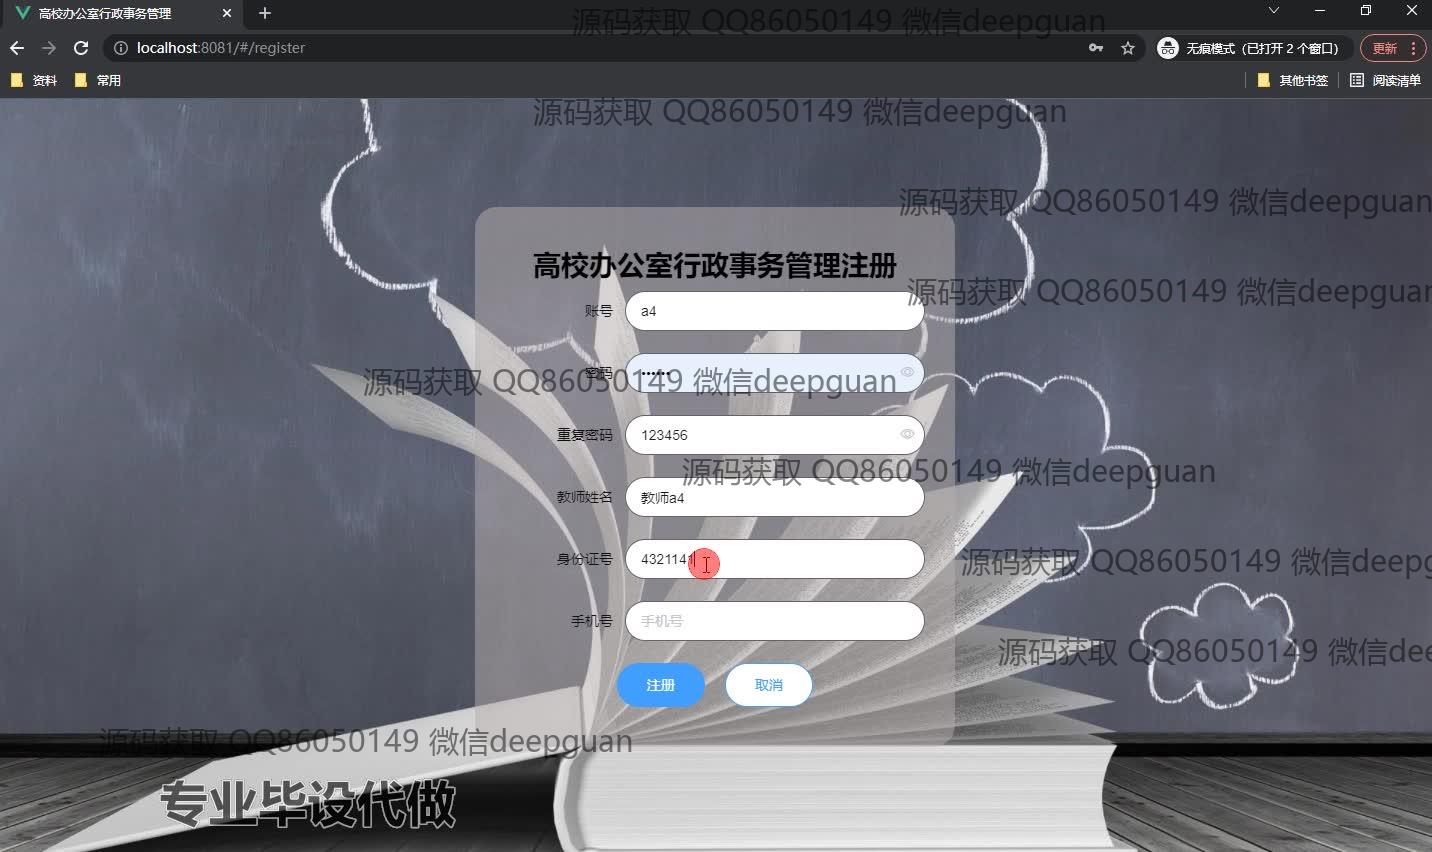 高校办公室行政事务管理
localhost:8081/#/register
无痕模式（已打开 2 个窗口）
更新
资料
常用
其他书签
阅读清单
源码获取 QQ86050149 微信deepguan
源码获取 QQ86050149 微信deepguan
源码获取 QQ86050149 微信deepguan
高校办公室行政事务管理注册
源码获取 QQ86050149 微信deepguan
账号
a4
密码
••••••
源码获取 QQ86050149 微信deepguan
重复密码
123456
源码获取 QQ86050149 微信deepguan
教师姓名
教师a4
身份证号
4321141
源码获取 QQ86050149 微信deepg
手机号
手机号
源码获取 QQ86050149 微信dee
注册
取消
源码获取 QQ86050149 微信deepguan
专业毕设代做